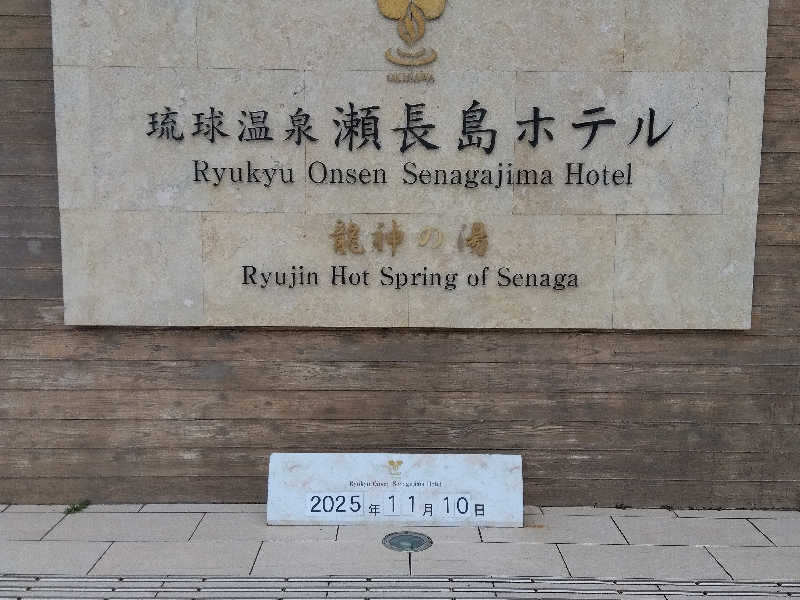 OKINAWA
琉球温泉瀬長島ホテル
Ryukyu Onsen Senagajima Hotel
龍神の湯
Ryujin Hot Spring of Senaga
Ryukyu Onsen Senagajima Hotel
2025年11月10日